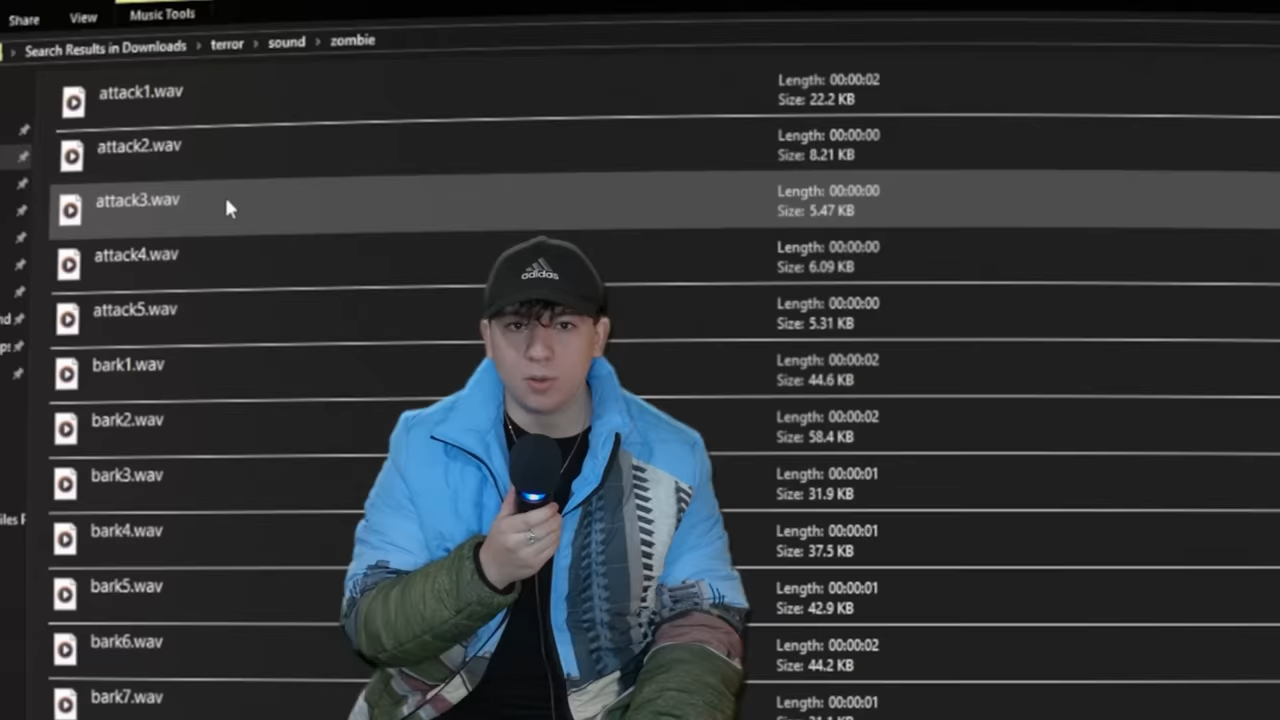 Share View Music Tools
Search Results in Downloads › terror › sound › zombie
attack1.wav
Length: 00:00:02
Size: 22.2 KB
attack2.wav
Length: 00:00:00
Size: 8.21 KB
attack3.wav
Length: 00:00:00
Size: 5.47 KB
attack4.wav
Length: 00:00:00
Size: 6.09 KB
attack5.wav
Length: 00:00:00
Size: 5.31 KB
bark1.wav
Length: 00:00:02
Size: 44.6 KB
bark2.wav
Length: 00:00:02
Size: 58.4 KB
bark3.wav
Length: 00:00:01
Size: 31.9 KB
bark4.wav
Length: 00:00:01
Size: 37.5 KB
bark5.wav
Length: 00:00:01
Size: 42.9 KB
bark6.wav
Length: 00:00:02
Size: 44.2 KB
bark7.wav
Length: 00:00:01
adidas